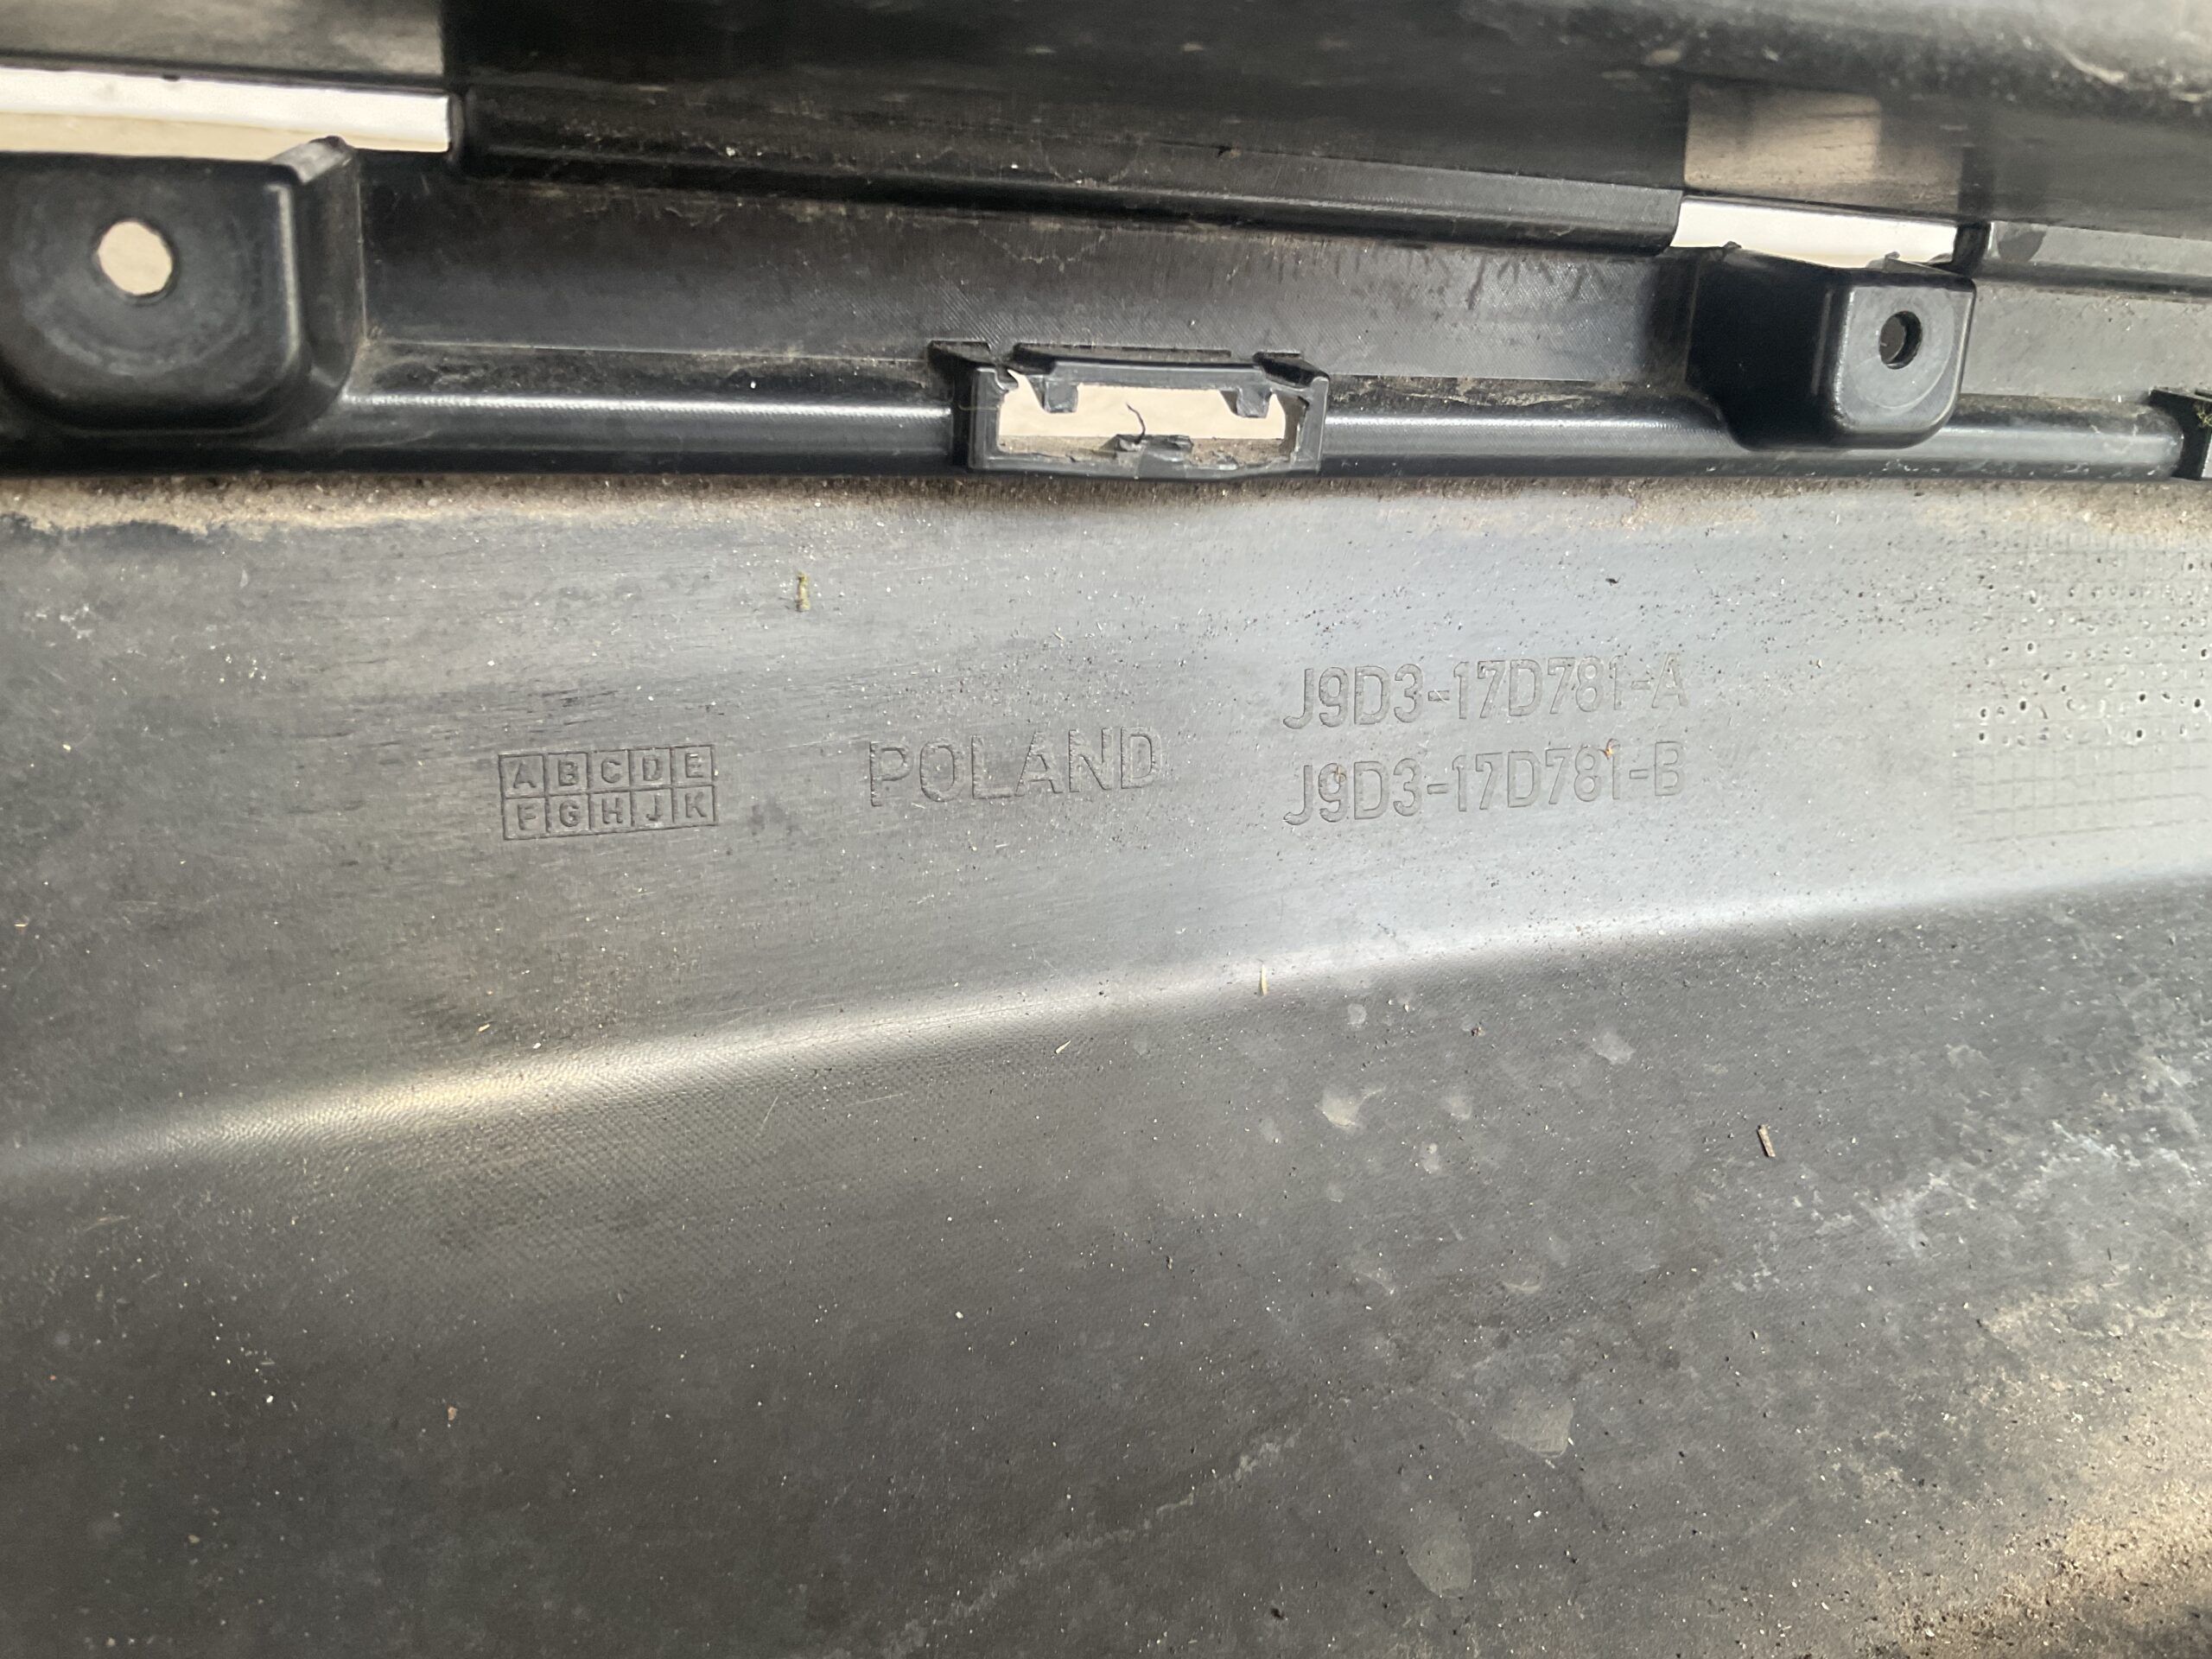 A B C D E
F G H J K
POLAND
J9D3-17D781-A
J9D3-17D781-B